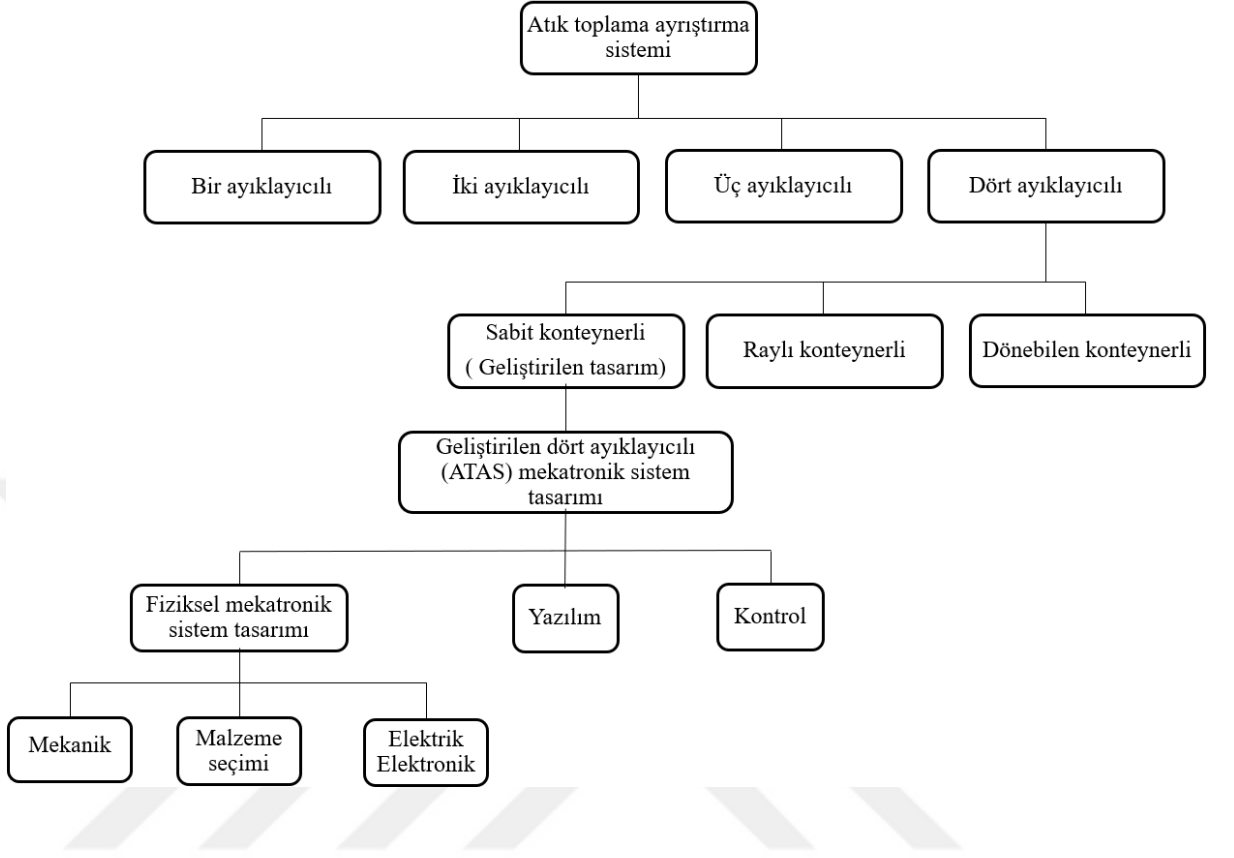 Atık toplama ayrıştırma
sistemi
Bir ayıklayıcılı
İki ayıklayıcılı
Üç ayıklayıcılı
Dört ayıklayıcılı
Sabit konteynerli
( Geliştirilen tasarım)
Raylı konteynerli
Dönebilen konteynerli
Geliştirilen dört ayıklayıcılı
(ATAS) mekatronik sistem
tasarımı
Fiziksel mekatronik
sistem tasarımı
Yazılım
Kontrol
Mekanik
Malzeme
seçimi
Elektrik
Elektronik